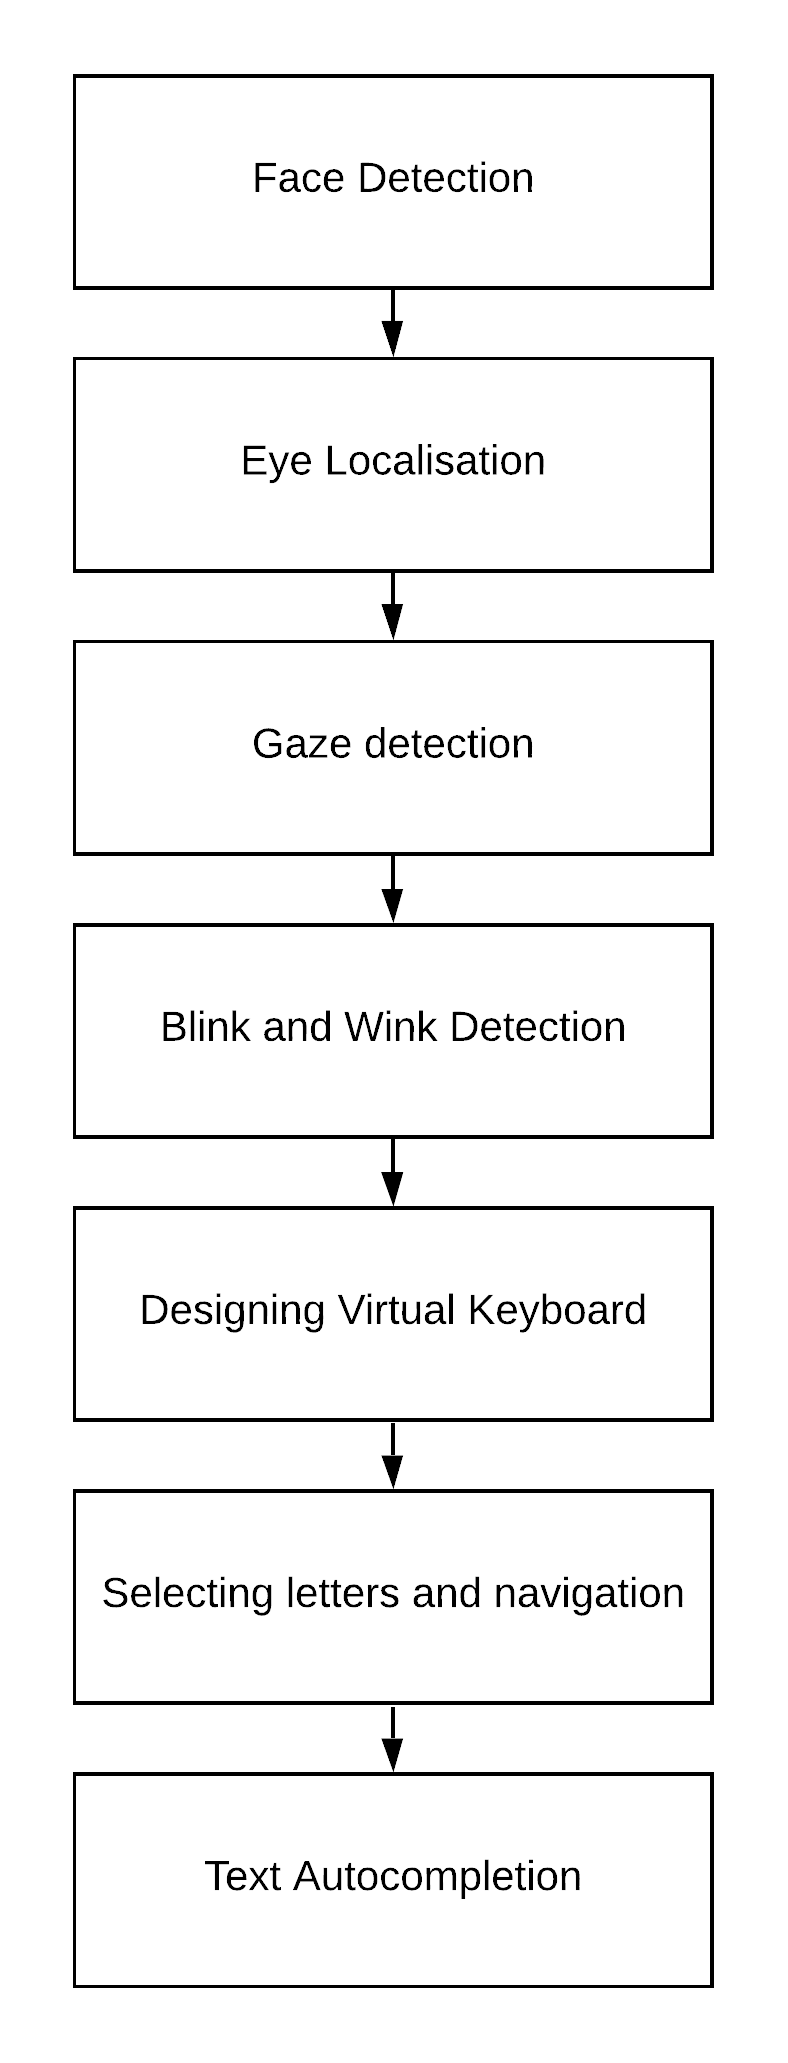 Face Detection
Eye Localisation
Gaze detection
Blink and Wink Detection
Designing Virtual Keyboard
Selecting letters and navigation
Text Autocompletion